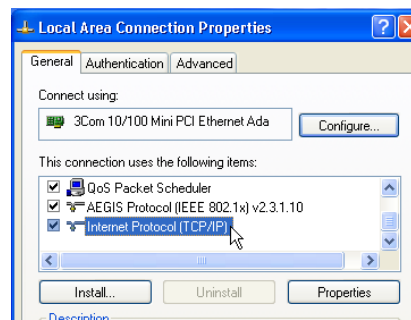 Local Area Connection Properties
General Authentication Advanced
Connect using:
3Com 10/100 Mini PCI Ethernet Ada Configure...
This connection uses the following items:
QoS Packet Scheduler
AEGIS Protocol (IEEE 802.1x) v2.3.1.10
Internet Protocol (TCP/IP)
Install... Uninstall Properties
Description